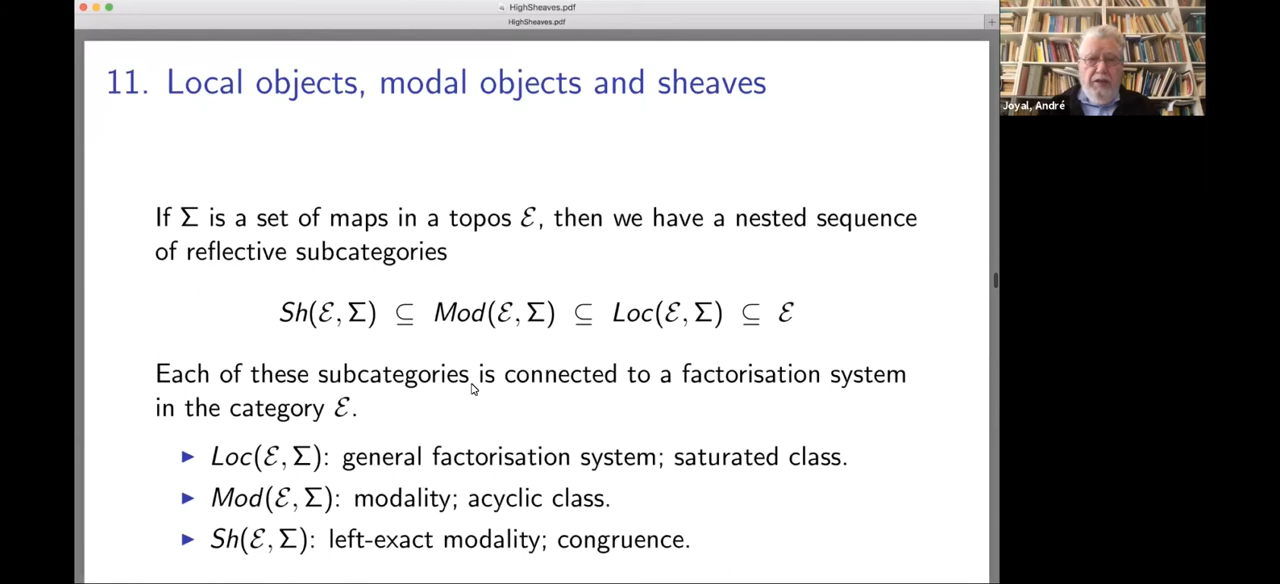 HighSheaves.pdf
HighSheaves.pdf
11. Local objects, modal objects and sheaves
Joyal, André
If Σ is a set of maps in a topos ℰ, then we have a nested sequence
of reflective subcategories
Sh(ℰ, Σ) ⊆ Mod(ℰ, Σ) ⊆ Loc(ℰ, Σ) ⊆ ℰ
Each of these subcategories is connected to a factorisation system
in the category ℰ.
▶ Loc(ℰ, Σ): general factorisation system; saturated class.
▶ Mod(ℰ, Σ): modality; acyclic class.
▶ Sh(ℰ, Σ): left-exact modality; congruence.